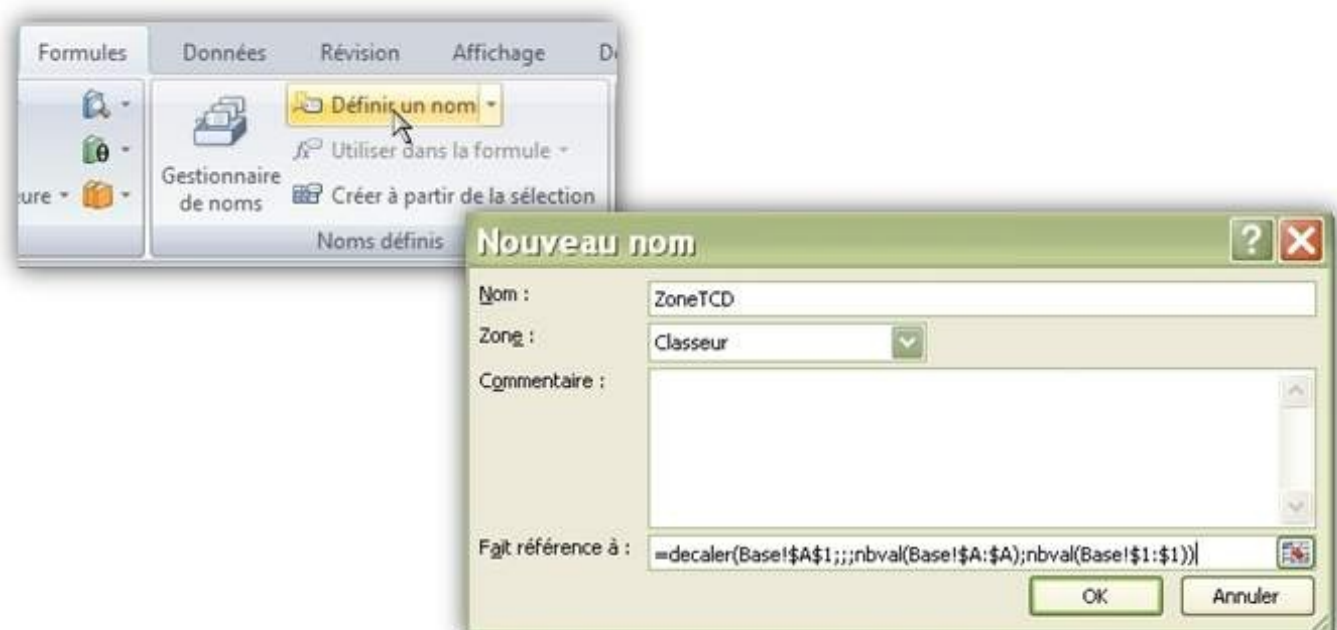 Formules Données Révision Affichage
Définir un nom
Utiliser dans la formule
Gestionnaire de noms
ure
Créer à partir de la sélection
Noms définis
Nouveau nom
Nom : ZoneTCD
Zone : Classeur
Commentaire :
Fait référence à : =decaler(Base!$A$1;;;nbval(Base!$A:$A);nbval(Base!$1:$1))
OK Annuler